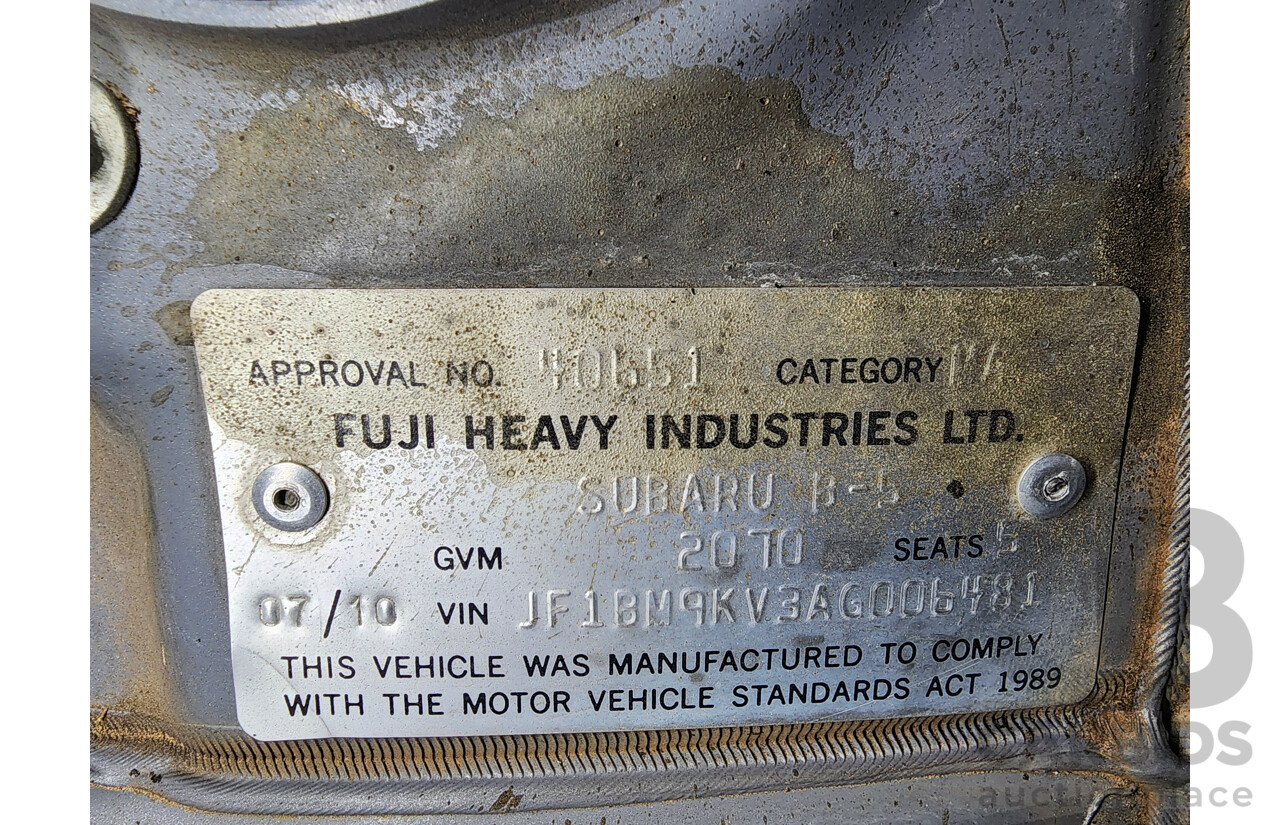 APPROVAL NO. 40651 CATEGORY MA
FUJI HEAVY INDUSTRIES LTD.
SUBARU B-5
GVM 2070 SEATS 5
07/10 VIN JF1BM9KV3AG006481
THIS VEHICLE WAS MANUFACTURED TO COMPLY
WITH THE MOTOR VEHICLE STANDARDS ACT 1989